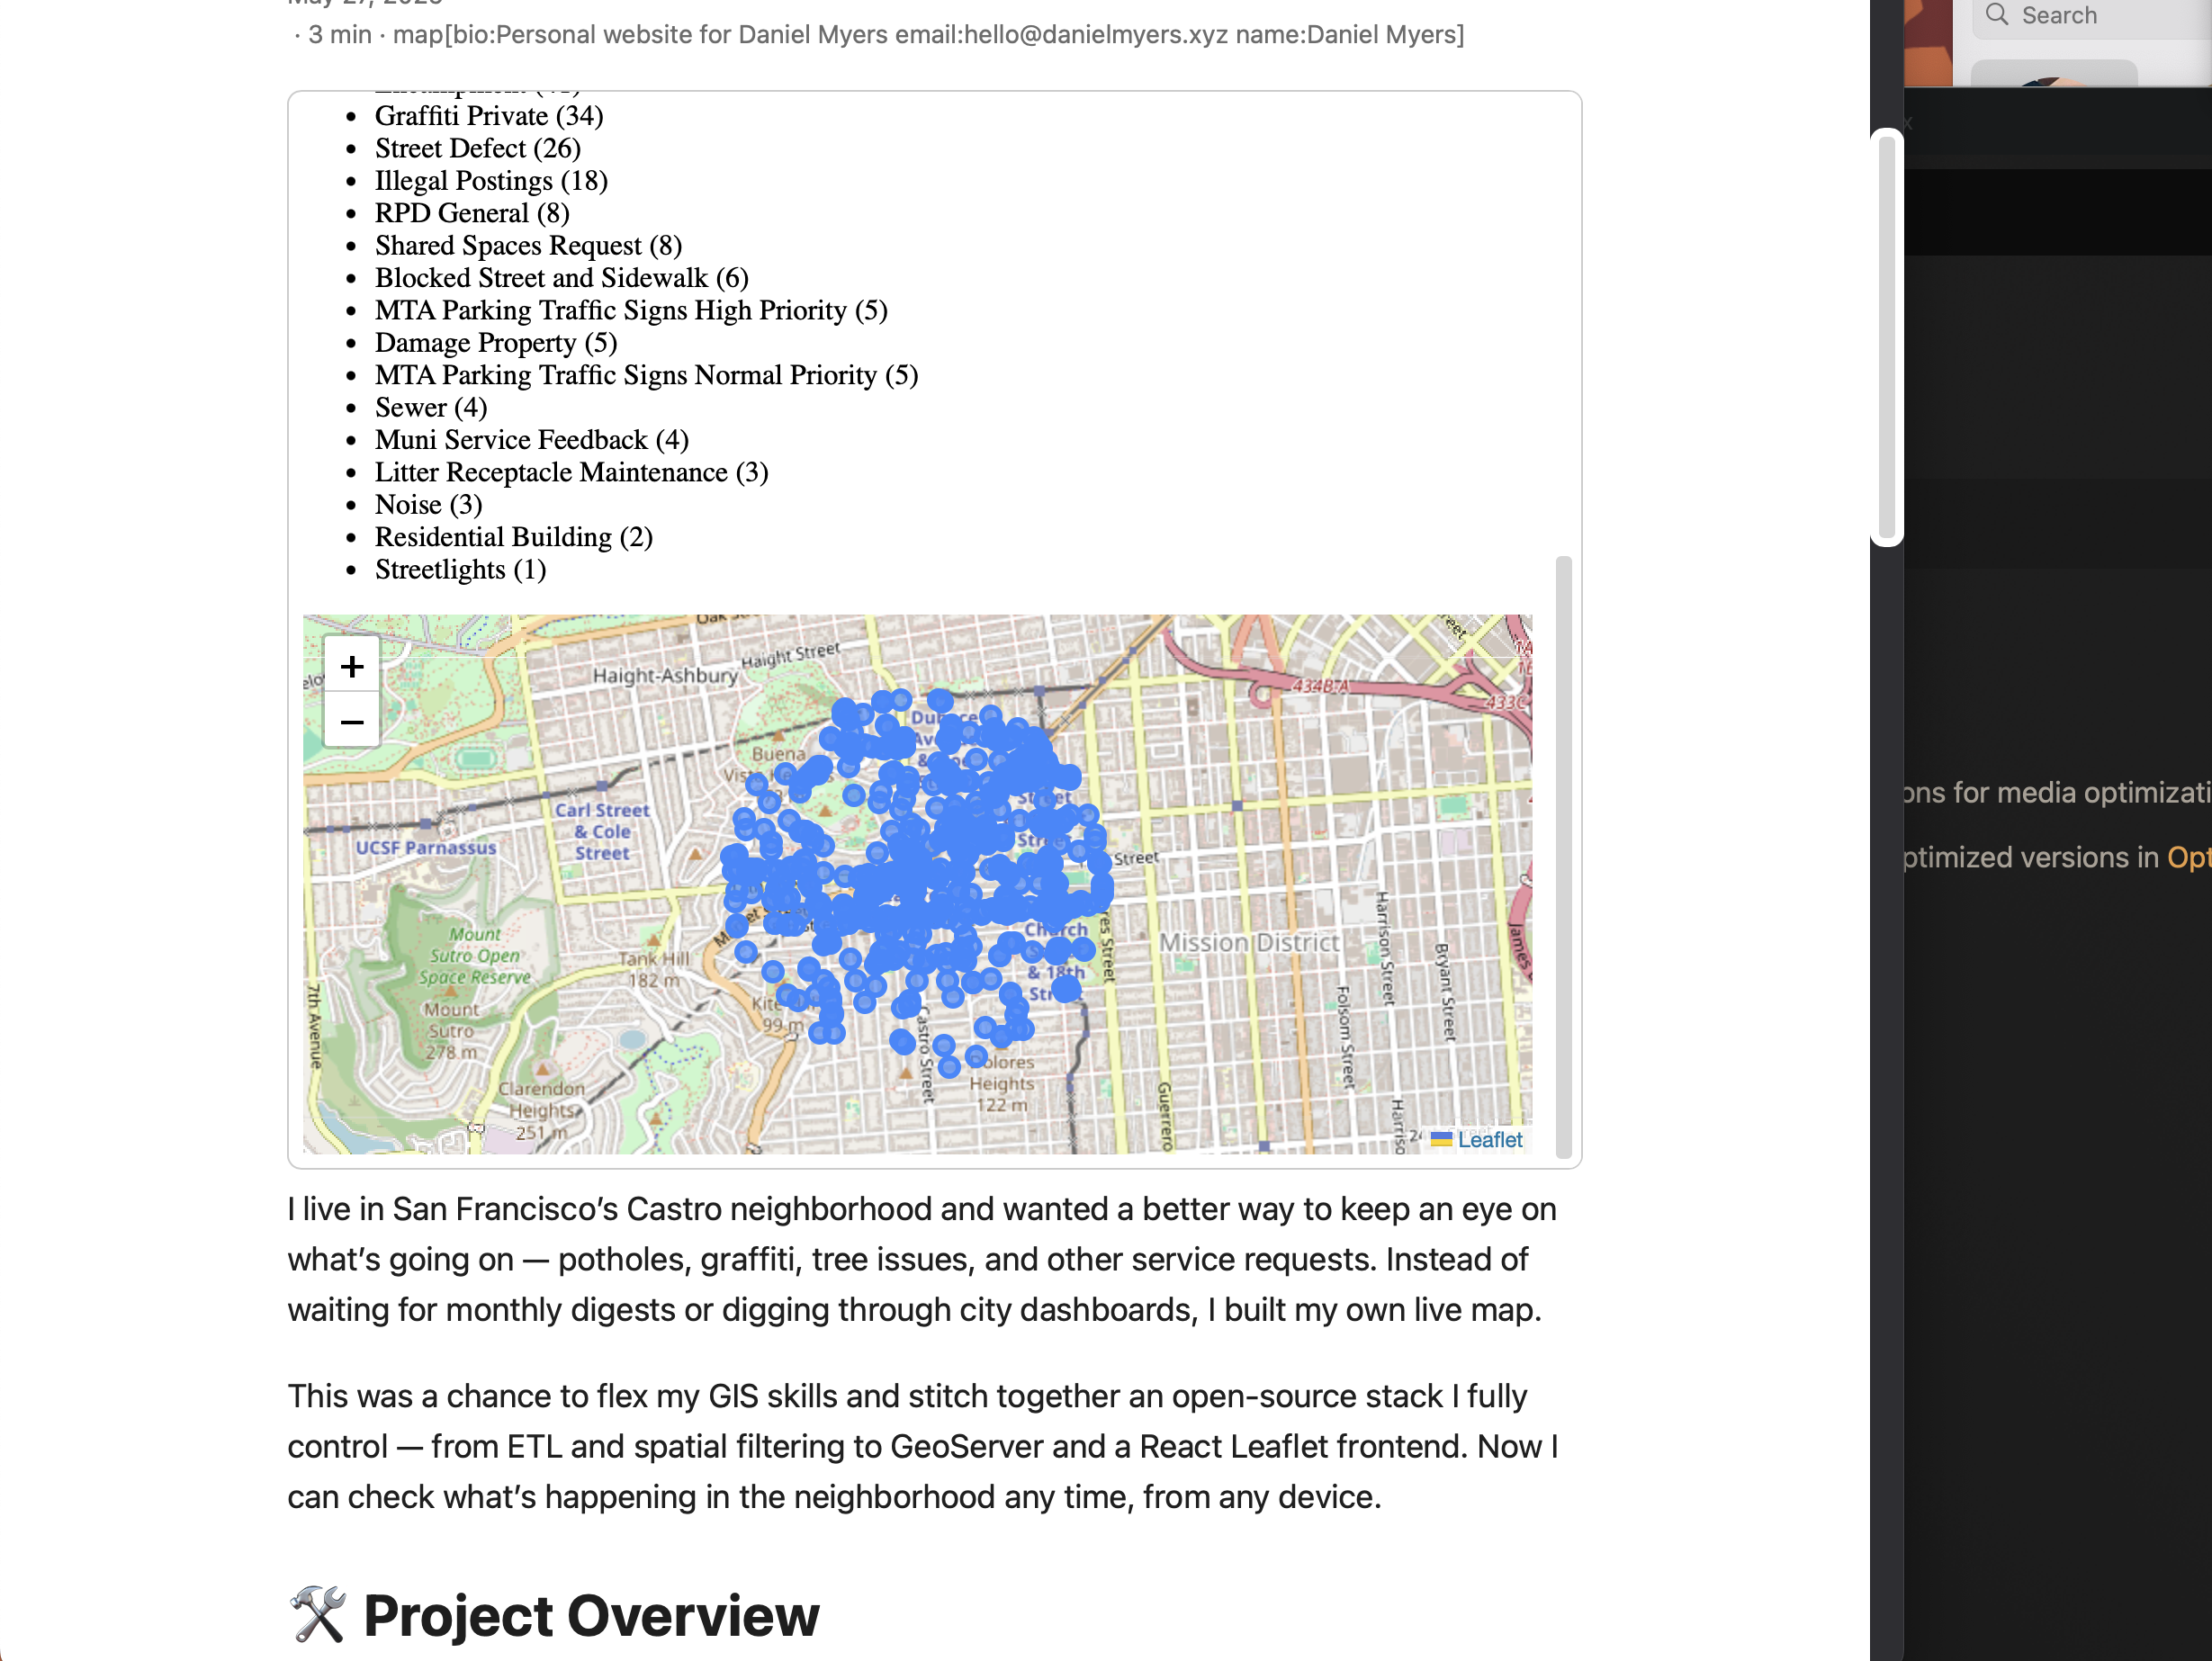 · 3 min · map[bio:Personal website for Daniel Myers email:hello@danielmyers.xyz name:Daniel Myers]
Graffiti Private (34)
Street Defect (26)
Illegal Postings (18)
RPD General (8)
Shared Spaces Request (8)
Blocked Street and Sidewalk (6)
MTA Parking Traffic Signs High Priority (5)
Damage Property (5)
MTA Parking Traffic Signs Normal Priority (5)
Sewer (4)
Muni Service Feedback (4)
Litter Receptacle Maintenance (3)
Noise (3)
Residential Building (2)
Streetlights (1)
+
−
Haight-Ashbury
Haight Street
434B-A
433C
Buena
Carl Street
& Cole
Street
UCSF Parnassus
Street
Mount
Sutro Open
Space Reserve
Mount
Sutro
278 m
Tank Hill
182 m
99 m
Church
& 18th
Mission District
7th Avenue
Clarendon
Heights
251 m
Castro Street
Heights
122 m
Guerrero
Folsom Street
Harrison Street
Bryant Street
James
Leaflet
I live in San Francisco’s Castro neighborhood and wanted a better way to keep an eye on
what’s going on — potholes, graffiti, tree issues, and other service requests. Instead of
waiting for monthly digests or digging through city dashboards, I built my own live map.
This was a chance to flex my GIS skills and stitch together an open-source stack I fully
control — from ETL and spatial filtering to GeoServer and a React Leaflet frontend. Now I
can check what’s happening in the neighborhood any time, from any device.
🛠️ Project Overview
Search
x
ons for media optimizati
ptimized versions in Opt